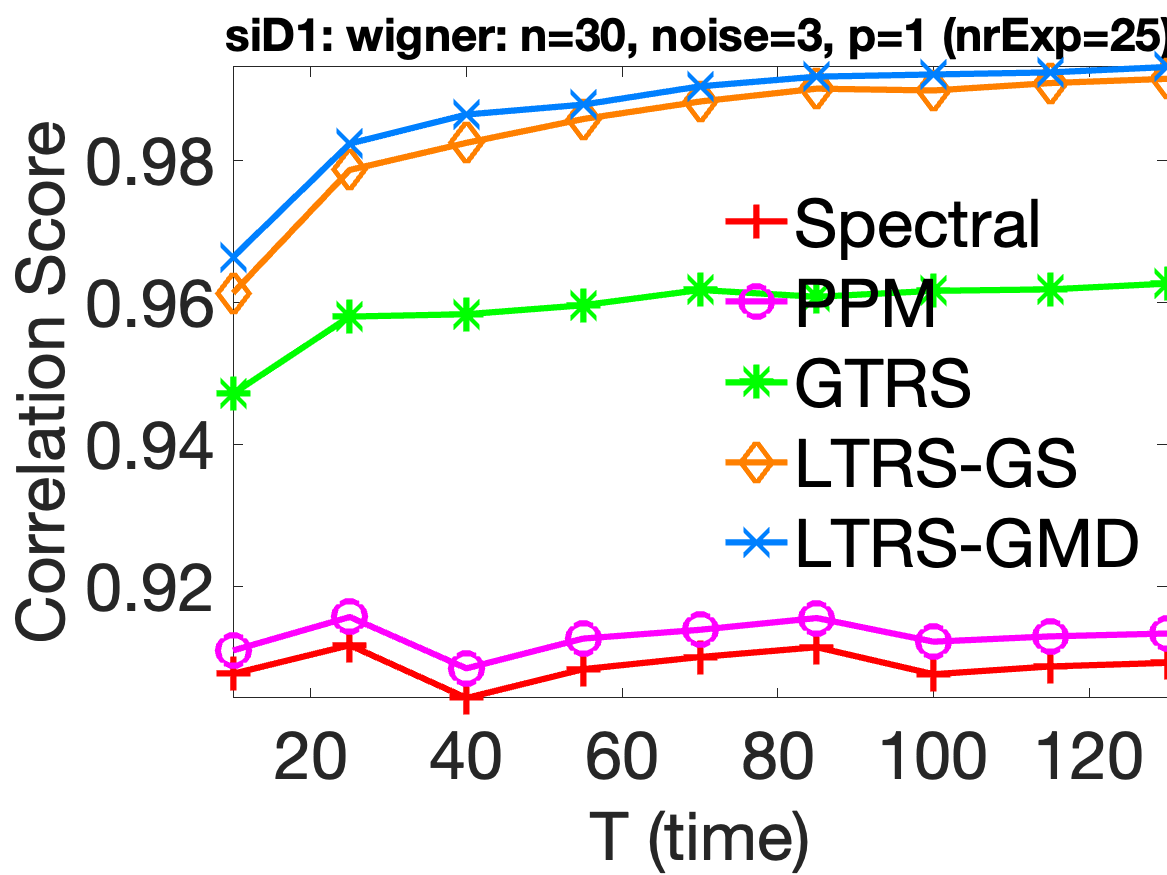 siD1: wigner: n=30, noise=3, p=1 (nrExp=25)
Correlation Score
0.98
0.96
0.94
0.92
Spectral
PPM
GTRS
LTRS-GS
LTRS-GMD
20 40 60 80 100 120
T (time)